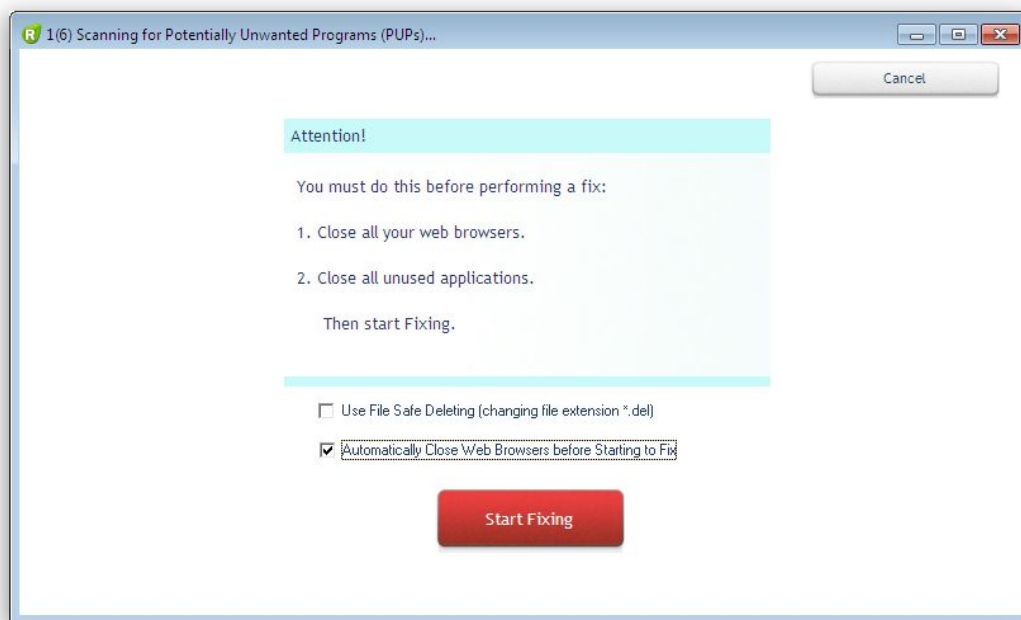 R 1(6) Scanning for Potentially Unwanted Programs (PUPs)...
Cancel
Attention!
You must do this before performing a fix:
1. Close all your web browsers.
2. Close all unused applications.
Then start Fixing.
Use File Safe Deleting (changing file extension *.del)
Automatically Close Web Browsers before Starting to Fix
Start Fixing